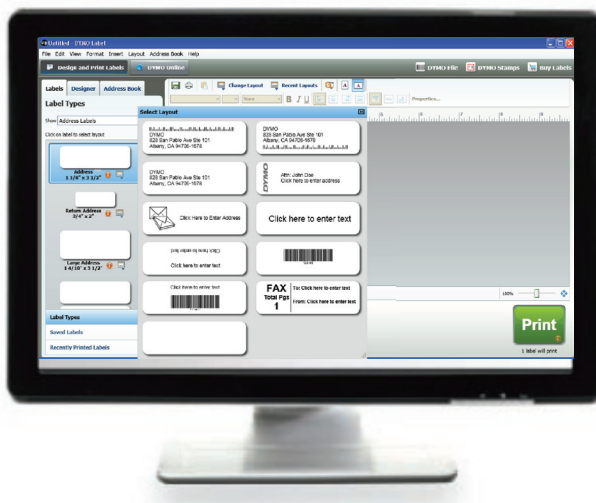 Untitled - DYMO Label
File Edit View Format Insert Layout Address Book Help
Design and Print Labels DYMO Online DYMO File DYMO Stamps Buy Labels
Labels Designer Address Book
Change Layout Recent Layouts
Label Types
None B I U Properties...
Show Address Labels
Select Layout
Click on label to select layout
DYMO
828 San Pablo Ave Ste 101
Albany, CA 94706-1678
DYMO
828 San Pablo Ave Ste 101
Albany, CA 94706-1678
Address
1 1/8" x 3 1/2"
DYMO
828 San Pablo Ave Ste 101
Albany, CA 94706-1678
DYMO
Attn: John Doe
Click here to enter address
Return Address
3/4" x 2"
Click Here to Enter Address
Click here to enter text
Large Address
1 4/10" x 3 1/2"
Click here to enter text
Click here to enter text
Click here to enter text
FAX
Total Pgs
1
To: Click here to enter text
From: Click here to enter text
100%
Label Types
Saved Labels
Recently Printed Labels
Print
1 label will print